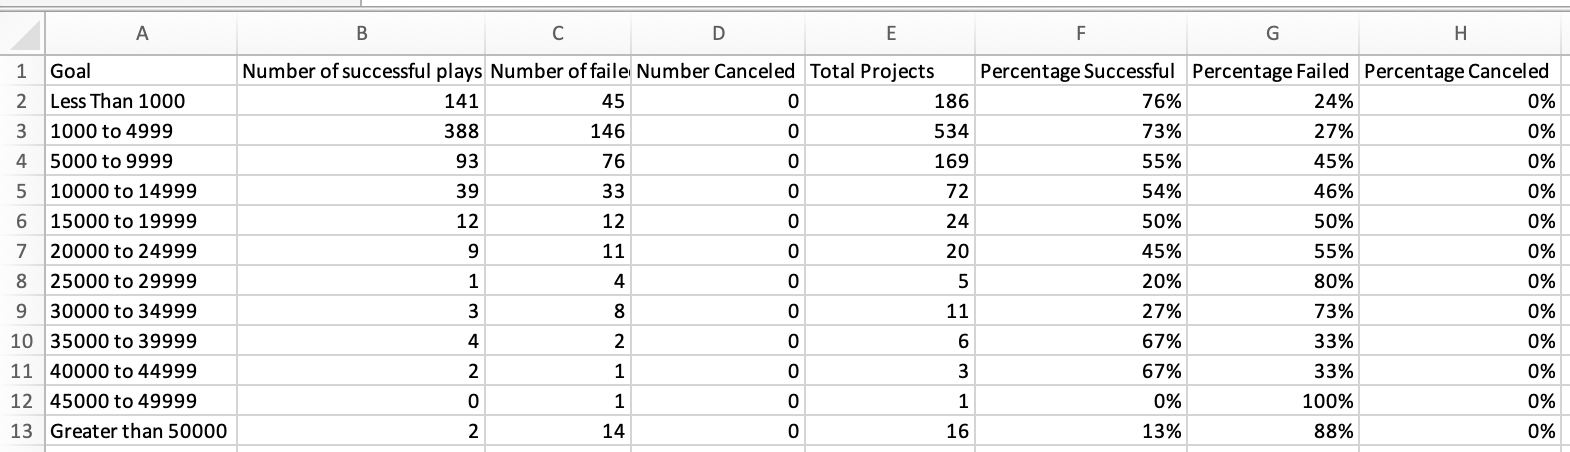 A B C D E F G H
1 Goal Number of successful plays Number of faile Number Canceled Total Projects Percentage Successful Percentage Failed Percentage Canceled
2 Less Than 1000 141 45 0 186 76% 24% 0%
3 1000 to 4999 388 146 0 534 73% 27% 0%
4 5000 to 9999 93 76 0 169 55% 45% 0%
5 10000 to 14999 39 33 0 72 54% 46% 0%
6 15000 to 19999 12 12 0 24 50% 50% 0%
7 20000 to 24999 9 11 0 20 45% 55% 0%
8 25000 to 29999 1 4 0 5 20% 80% 0%
9 30000 to 34999 3 8 0 11 27% 73% 0%
10 35000 to 39999 4 2 0 6 67% 33% 0%
11 40000 to 44999 2 1 0 3 67% 33% 0%
12 45000 to 49999 0 1 0 1 0% 100% 0%
13 Greater than 50000 2 14 0 16 13% 88% 0%